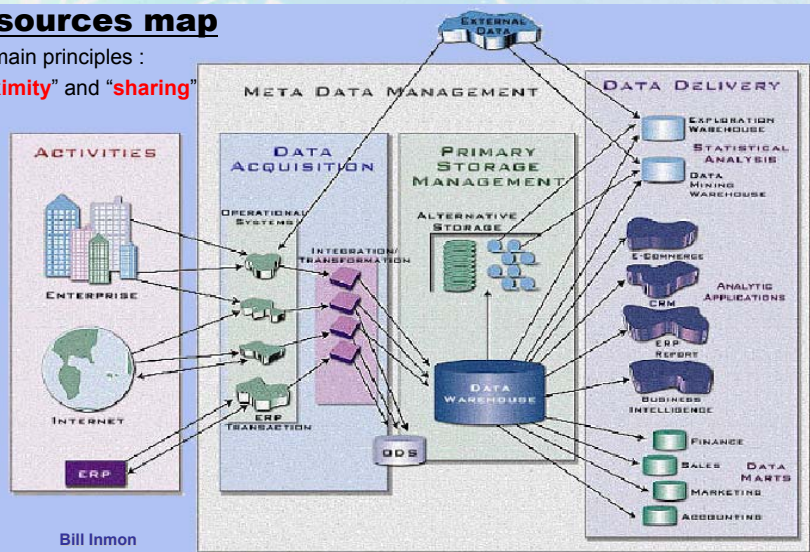 sources map
main principles :
ximity” and “sharing”
EXTERNAL
DATA
META DATA MANAGEMENT
DATA DELIVERY
ACTIVITIES
ENTERPRISE
INTERNET
ERP
DATA
ACQUISITION
OPERATIONAL
SYSTEMS
INTEGRATION/
TRANSFORMATION
ERP
TRANSACTION
ODS
PRIMARY
STORAGE
MANAGEMENT
ALTERNATIVE
STORAGE
DATA
WAREHOUSE
EXPLORATION
WAREHOUSE
STATISTICAL
ANALYSIS
DATA
MINING
WAREHOUSE
E-COMMERCE
CRM
ANALYTIC
APPLICATIONS
ERP
REPORT
BUSINESS
INTELLIGENCE
FINANCE
SALES
DATA
MARTS
MARKETING
ACCOUNTING
Bill Inmon